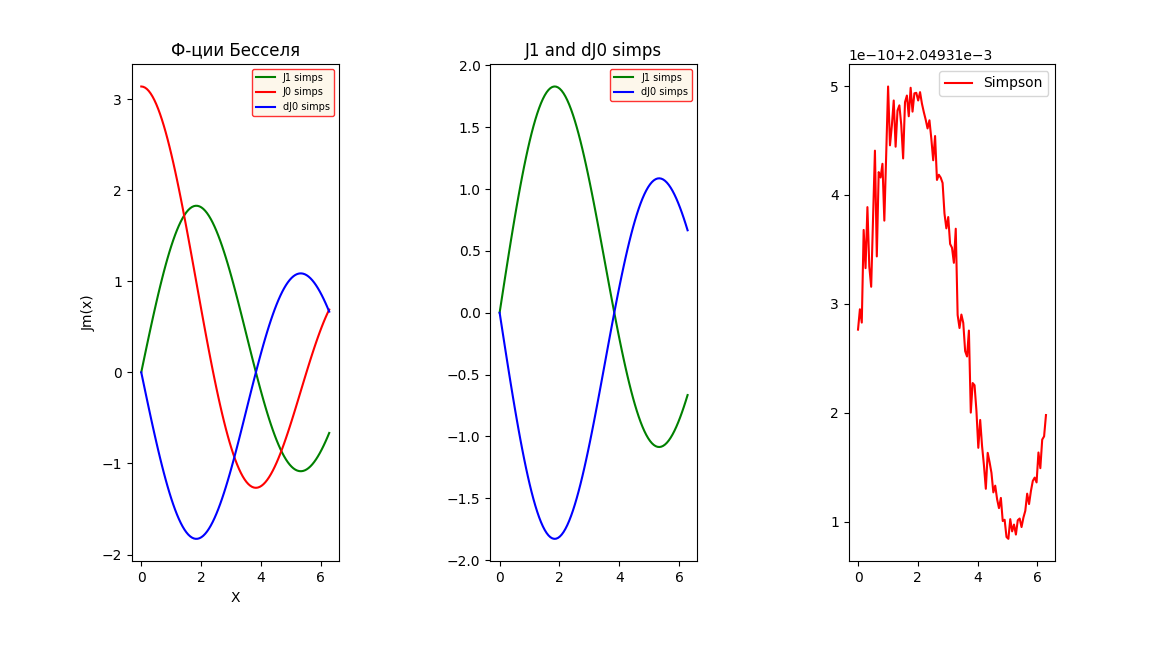 Ф-ции Бесселя
J1 simps
J0 simps
dJ0 simps
3
2
1
0
−1
−2
Jm(x)
0 2 4 6
X
J1 and dJ0 simps
J1 simps
dJ0 simps
2.0
1.5
1.0
0.5
0.0
−0.5
−1.0
−1.5
−2.0
0 2 4 6
1e−10+2.04931e−3
Simpson
5
4
3
2
1
0 2 4 6